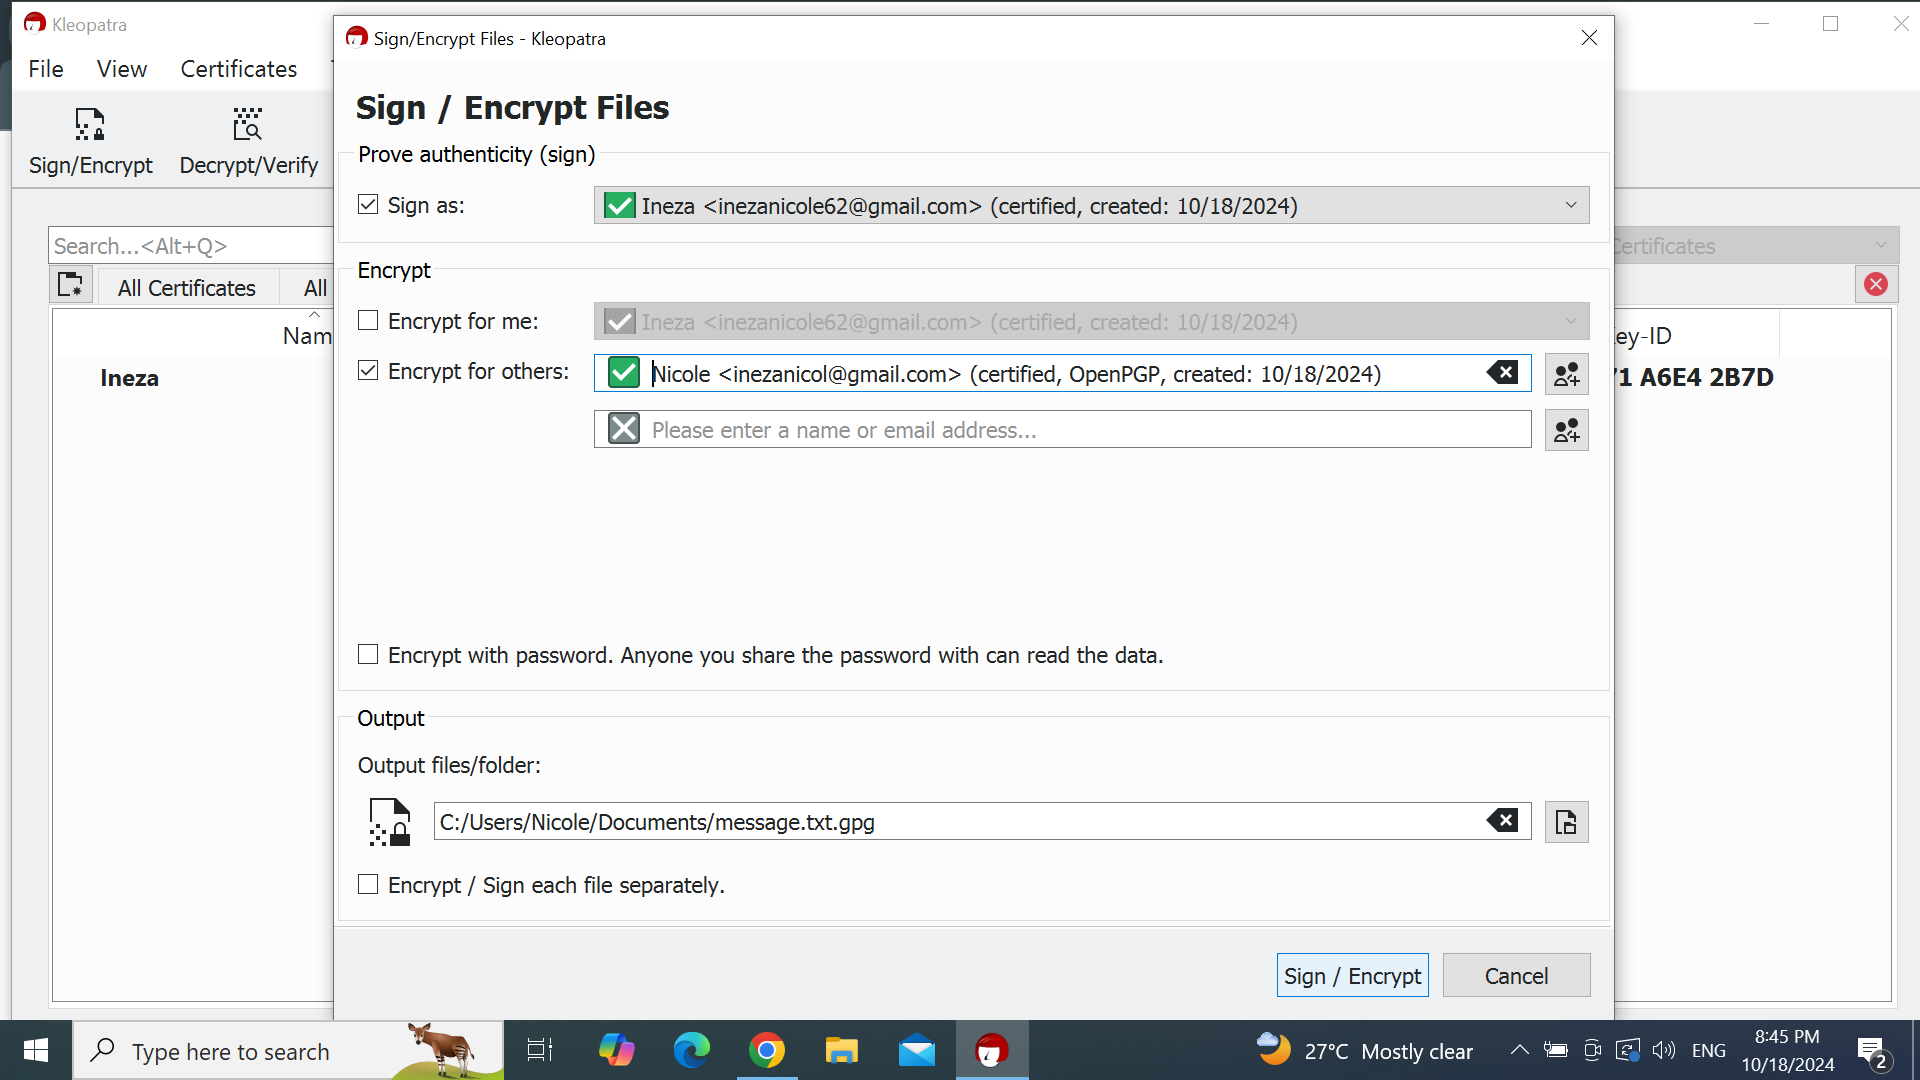 Kleopatra
Sign/Encrypt Files - Kleopatra
File View Certificates
Sign / Encrypt Files
Sign/Encrypt Decrypt/Verify
Prove authenticity (sign)
Sign as: Ineza <inezanicole62@gmail.com> (certified, created: 10/18/2024)
Search...<Alt+Q>
Certificates
All Certificates All
Encrypt
Encrypt for me: Ineza <inezanicole62@gmail.com> (certified, created: 10/18/2024)
Nam
ey-ID
Encrypt for others: Nicole <inezanicol@gmail.com> (certified, OpenPGP, created: 10/18/2024)
Ineza
71 A6E4 2B7D
Please enter a name or email address...
Encrypt with password. Anyone you share the password with can read the data.
Output
Output files/folder:
C:/Users/Nicole/Documents/message.txt.gpg
Encrypt / Sign each file separately.
Sign / Encrypt Cancel
Type here to search
27°C Mostly clear
ENG
8:45 PM
10/18/2024
2